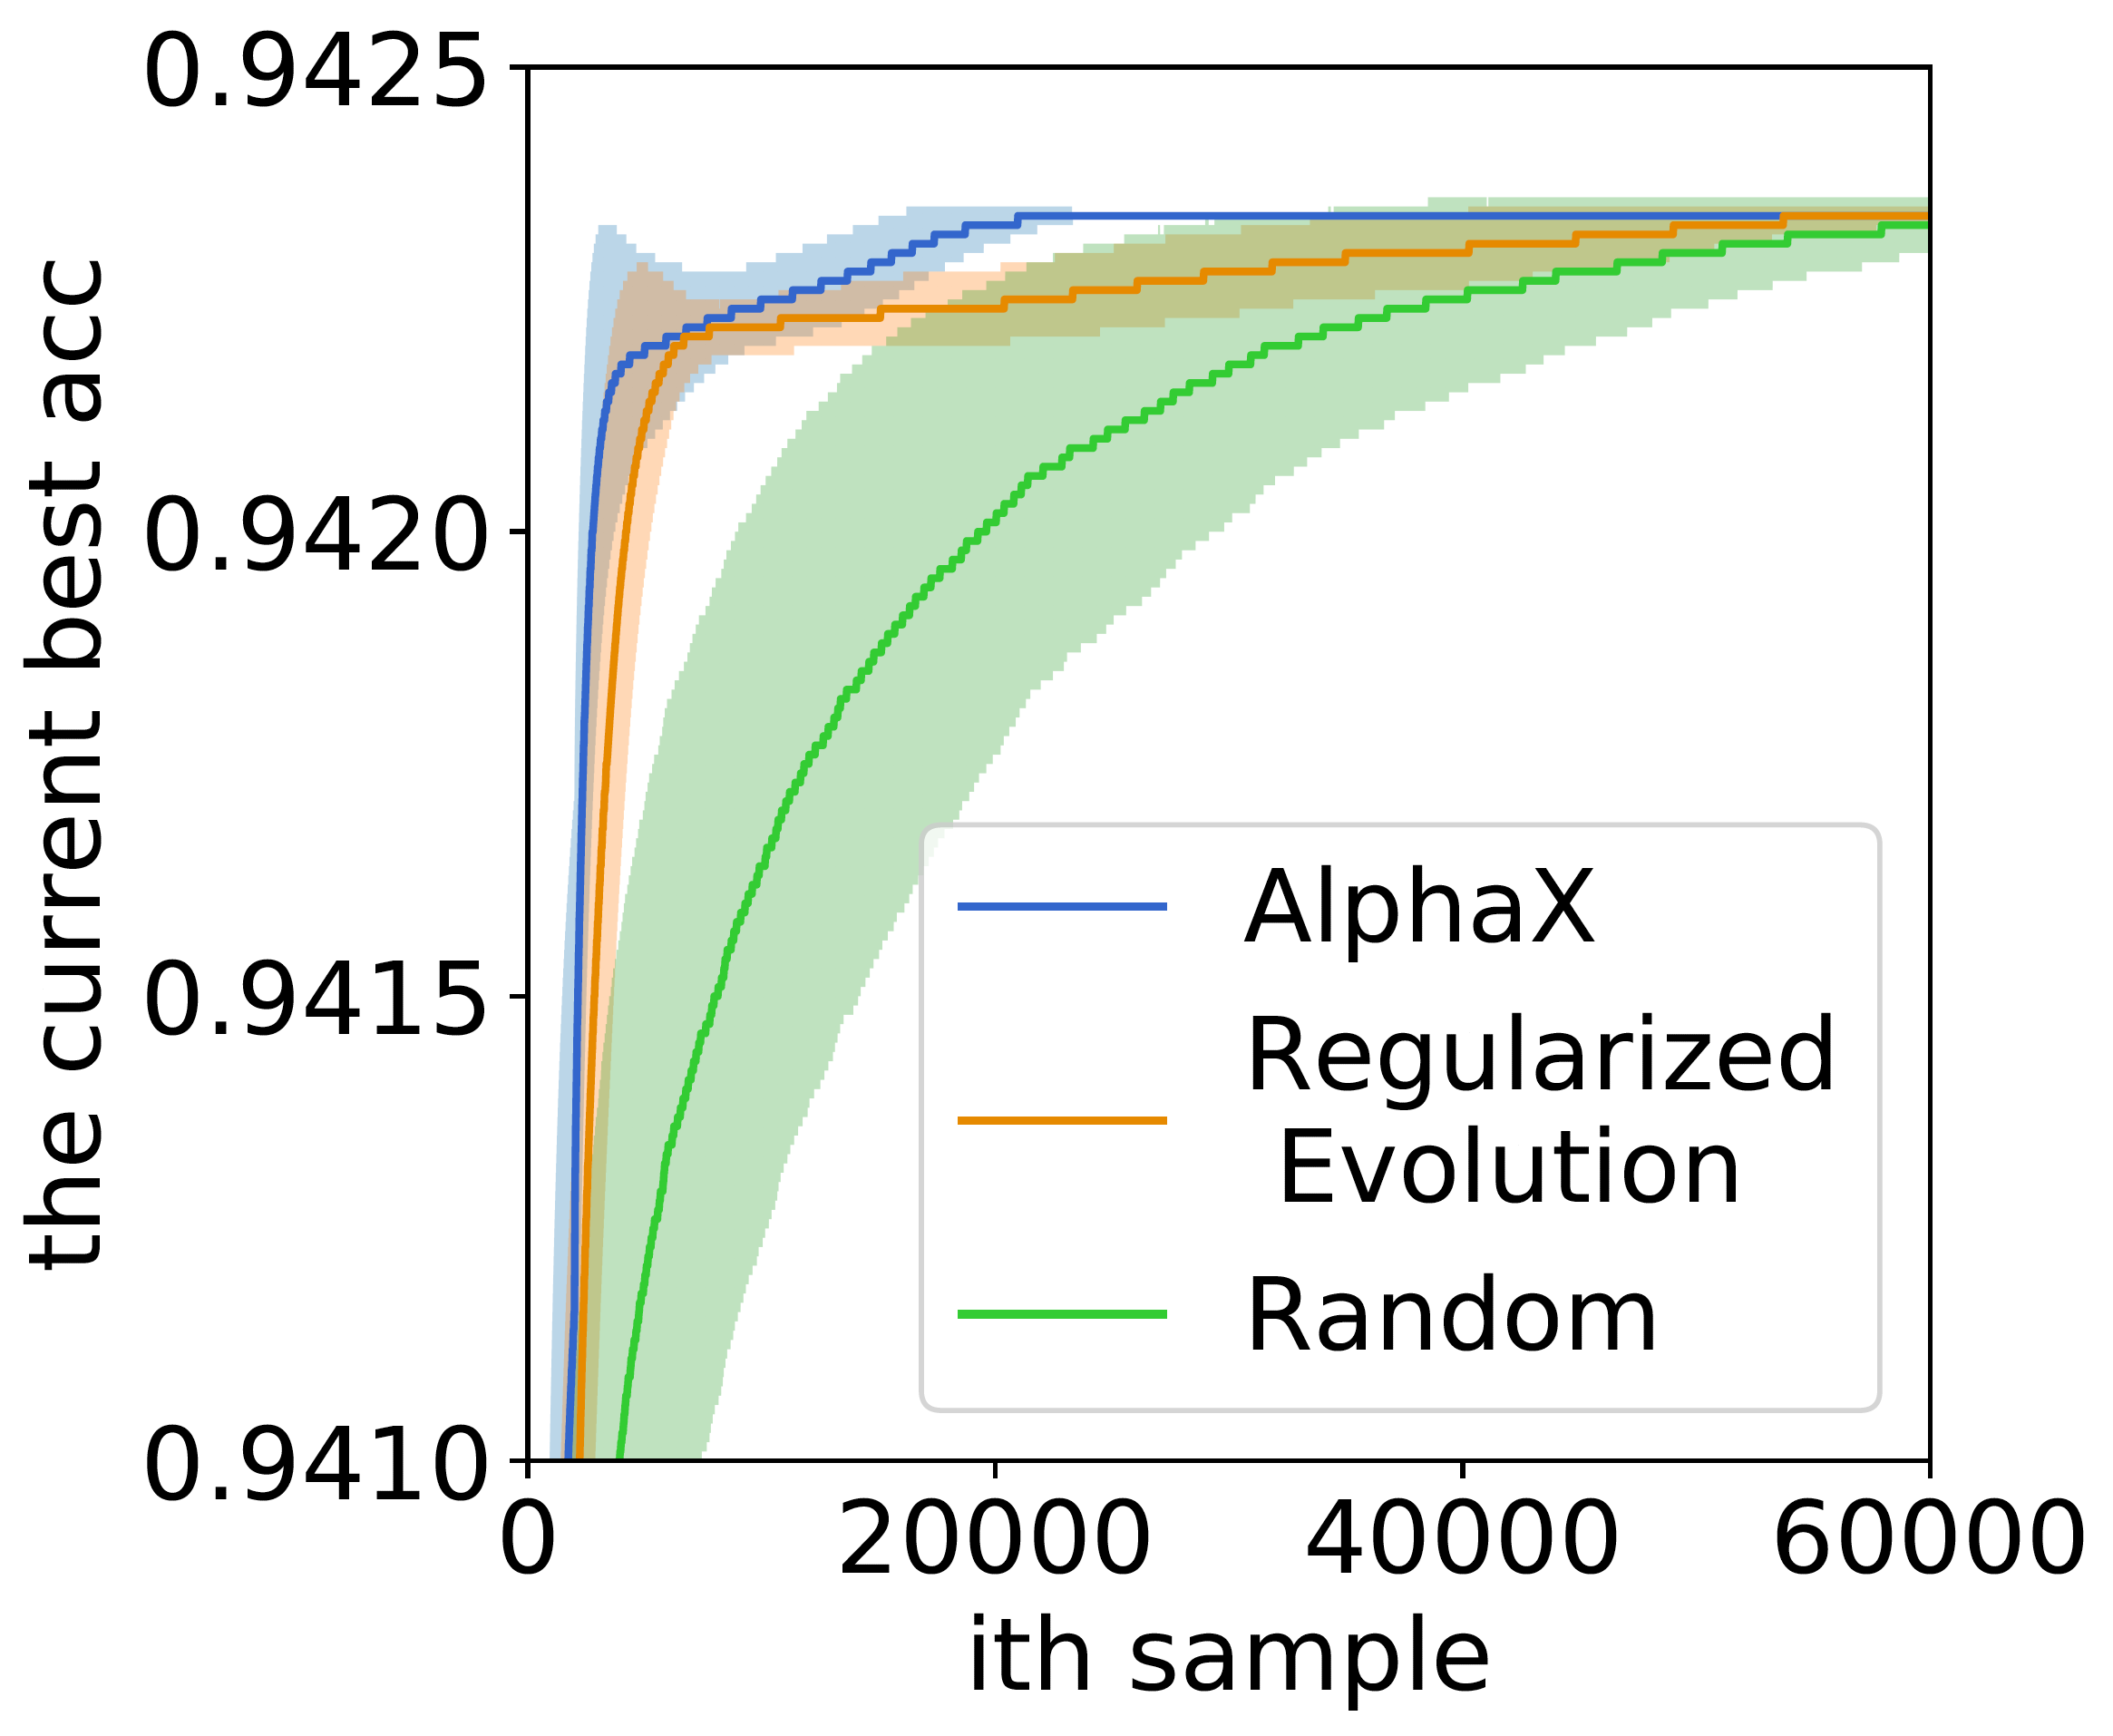 the current best acc
0.9425
0.9420
0.9415
0.9410
AlphaX
Regularized
Evolution
Random
0 20000 40000 60000
ith sample